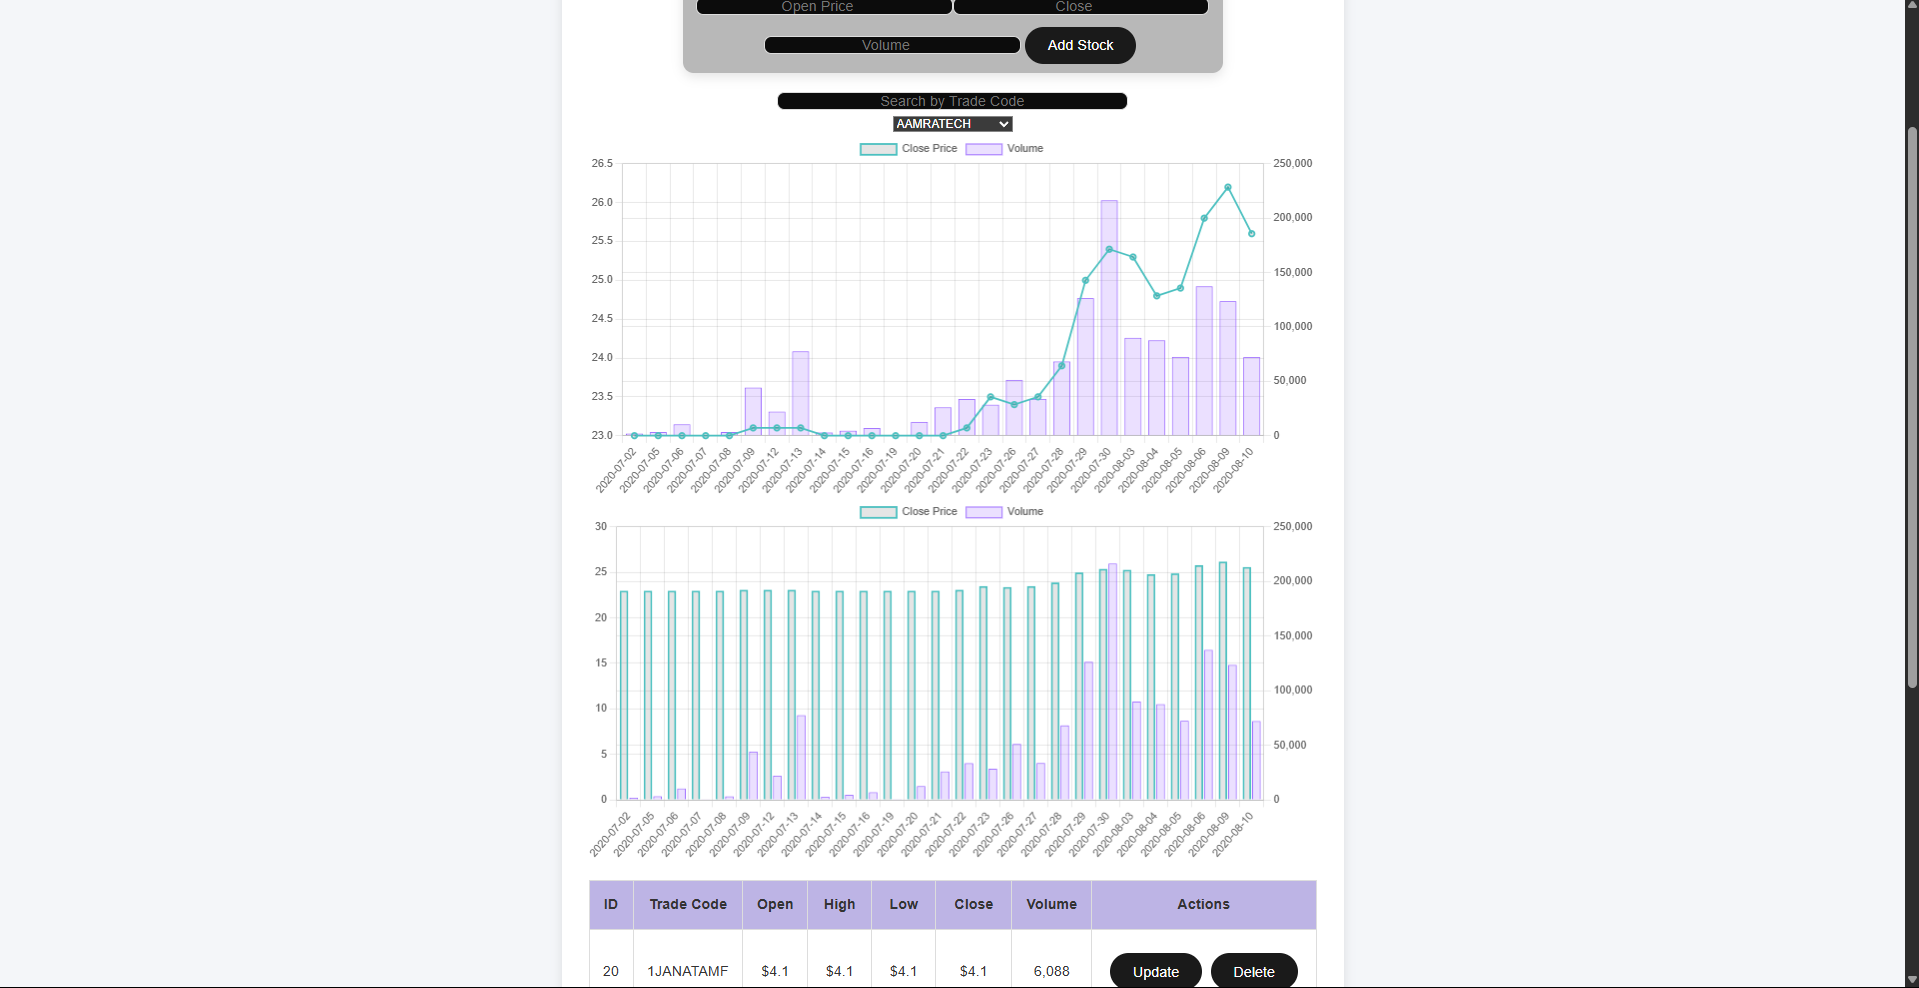 Open Price Close
Volume Add Stock
Search by Trade Code
AAMRATECH
Close Price Volume
26.5 250,000
26.0
200,000
25.5
150,000
25.0
24.5
100,000
24.0
50,000
23.5
23.0 0
2020-07-02 2020-07-05 2020-07-06 2020-07-07 2020-07-08 2020-07-09 2020-07-12 2020-07-13 2020-07-14 2020-07-15 2020-07-16 2020-07-19 2020-07-20 2020-07-21 2020-07-22 2020-07-23 2020-07-26 2020-07-27 2020-07-28 2020-07-29 2020-07-30 2020-08-03 2020-08-04 2020-08-05 2020-08-06 2020-08-09 2020-08-10
Close Price Volume
30 250,000
25
200,000
20
150,000
15
100,000
10
50,000
5
0 0
2020-07-02 2020-07-05 2020-07-06 2020-07-07 2020-07-08 2020-07-09 2020-07-12 2020-07-13 2020-07-14 2020-07-15 2020-07-16 2020-07-19 2020-07-20 2020-07-21 2020-07-22 2020-07-23 2020-07-26 2020-07-27 2020-07-28 2020-07-29 2020-07-30 2020-08-03 2020-08-04 2020-08-05 2020-08-06 2020-08-09 2020-08-10
ID Trade Code Open High Low Close Volume Actions
20 1JANATAMF $4.1 $4.1 $4.1 $4.1 6,088 Update Delete